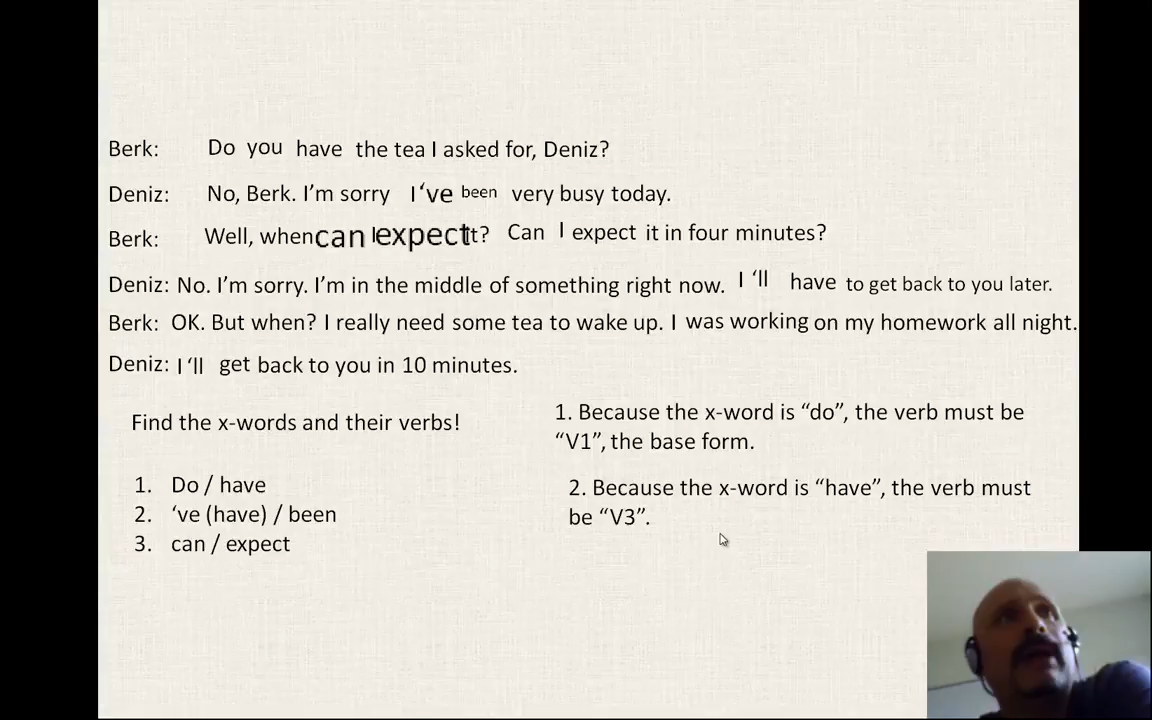 Berk: Do you have the tea I asked for, Deniz?
Deniz: No, Berk. I'm sorry I've been very busy today.
Berk: Well, when can I expect it? Can I expect it in four minutes?
Deniz: No. I'm sorry. I'm in the middle of something right now. I 'll have to get back to you later.
Berk: OK. But when? I really need some tea to wake up. I was working on my homework all night.
Deniz: I 'll get back to you in 10 minutes.
Find the x-words and their verbs!
1. Do / have
2. 've (have) / been
3. can / expect
1. Because the x-word is “do”, the verb must be
“V1”, the base form.
2. Because the x-word is “have”, the verb must
be “V3”.